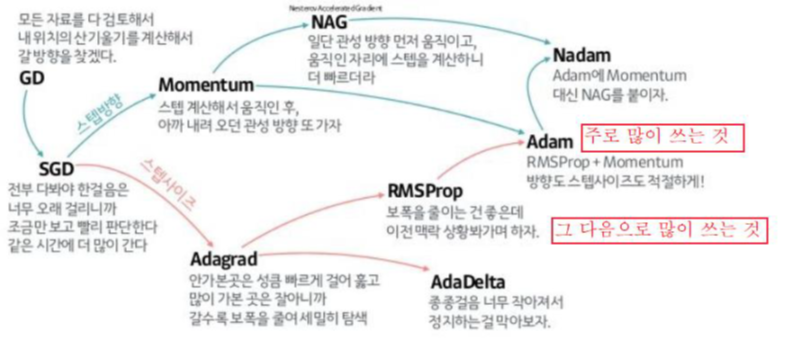 모든 자료를 다 검토해서
내 위치의 산기울기를 계산해서
갈 방향을 찾겠다.
GD
스텝방향
SGD
전부 다봐야 한걸음은
너무 오래 걸리니까
조금만 보고 빨리 판단한다
같은 시간에 더 많이 간다
Momentum
스텝 계산해서 움직인 후,
아까 내려 오던 관성 방향 또 가자
Nesterov Accelerated Gradient
NAG
일단 관성 방향 먼저 움직이고,
움직인 자리에 스텝을 계산하니
더 빠르더라
Nadam
Adam에 Momentum
대신 NAG를 붙이자.
Adam
주로 많이 쓰는 것
RMSProp + Momentum
방향도 스텝사이즈도 적절하게!
스텝사이즈
RMSProp
보폭을 줄이는 건 좋은데
이전 맥락 상황봐가며 하자.
그 다음으로 많이 쓰는 것
Adagrad
안가본곳은 성큼 빠르게 걸어 훑고
많이 가본 곳은 잘아니까
갈수록 보폭을 줄여 세밀히 탐색
AdaDelta
종종걸음 너무 작아져서
정지하는걸 막아보자.